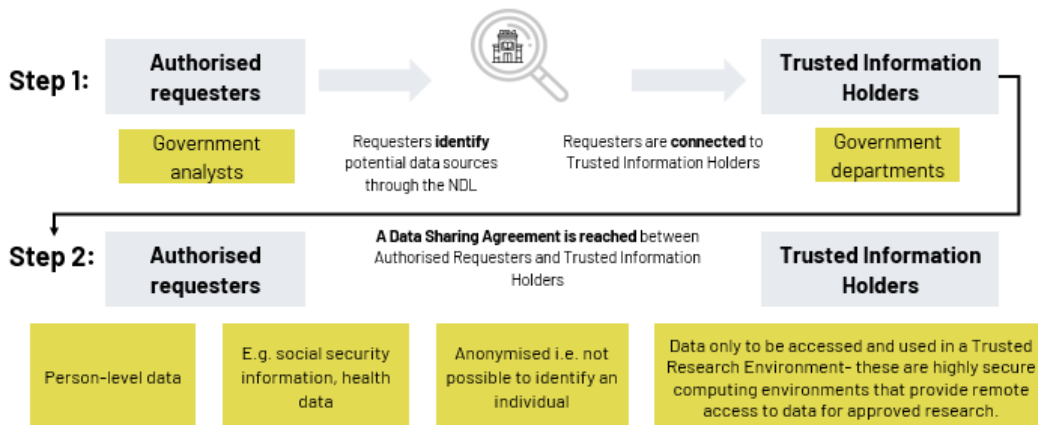 Step 1:
Authorised
requesters
Trusted Information
Holders
Government
analysts
Requesters identify
potential data sources
through the NDL
Requesters are connected to
Trusted Information Holders
Government
departments
Step 2:
Authorised
requesters
A Data Sharing Agreement is reached between
Authorised Requesters and Trusted Information
Holders
Trusted Information
Holders
Person-level data
E.g. social security
information, health
data
Anonymised i.e. not
possible to identify an
individual
Data only to be accessed and used in a Trusted
Research Environment- these are highly secure
computing environments that provide remote
access to data for approved research.